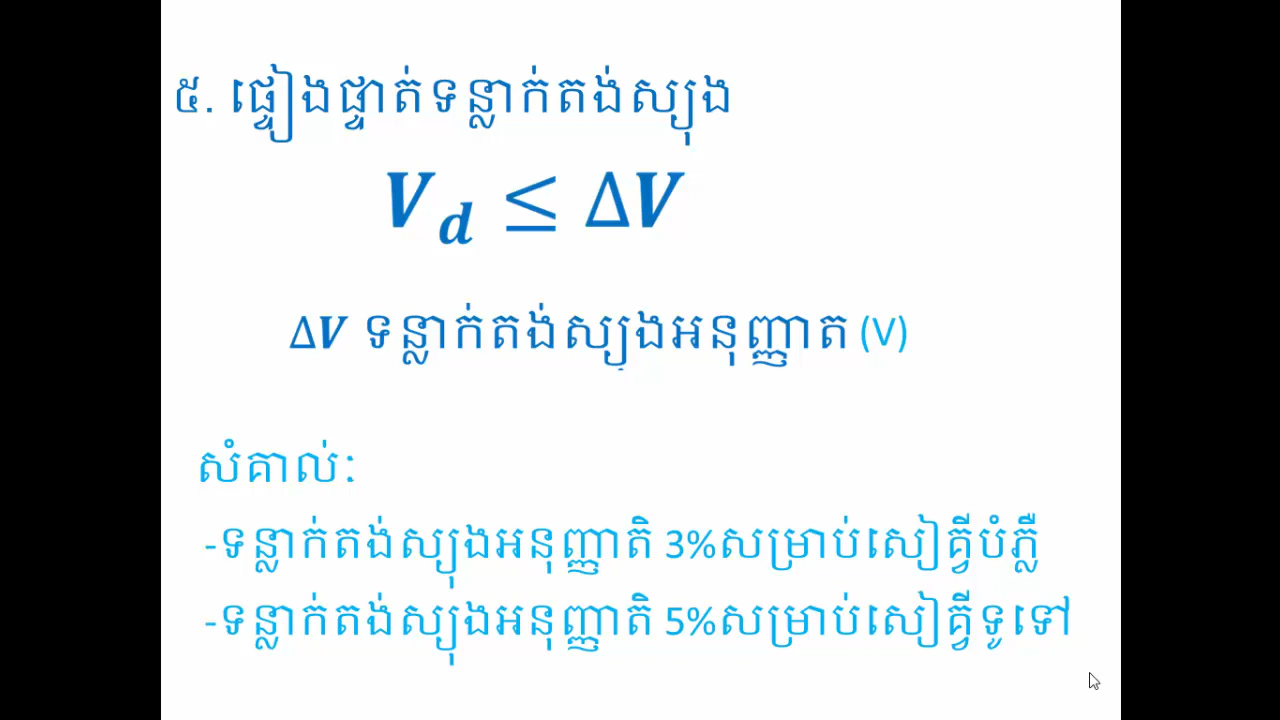 ៥. ផ្ទៀងផ្ទាត់ទន្លាក់តង់ស្យុង
V_d ≤ ΔV
ΔV ទន្លាក់តង់ស្យុងអនុញ្ញាត (V)
សំគាល់ៈ
-ទន្លាក់តង់ស្យុងអនុញ្ញាតិ 3%សម្រាប់សៀគ្វីបំភ្លឺ
-ទន្លាក់តង់ស្យុងអនុញ្ញាតិ 5%សម្រាប់សៀគ្វីទូទៅ